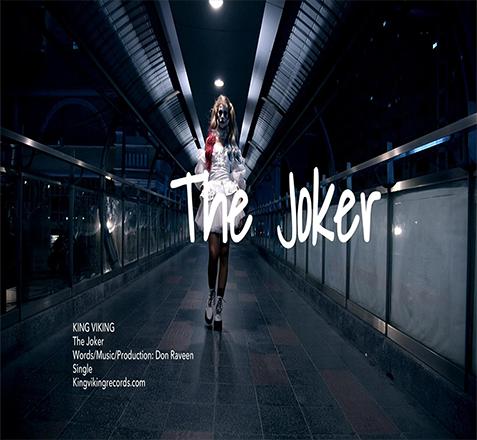 The Joker
KING VIKING
The Joker
Words/Music/Production: Don Raveen
Single
Kingvikingrecords.com